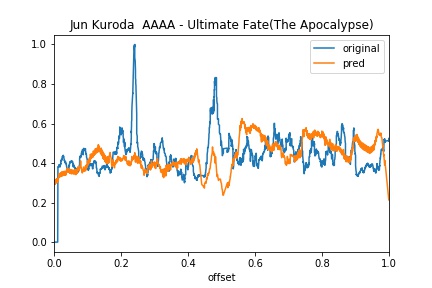 Jun Kuroda  AAAA - Ultimate Fate(The Apocalypse)
original
pred
1.0
0.8
0.6
0.4
0.2
0.0
0.0 0.2 0.4 0.6 0.8 1.0
offset